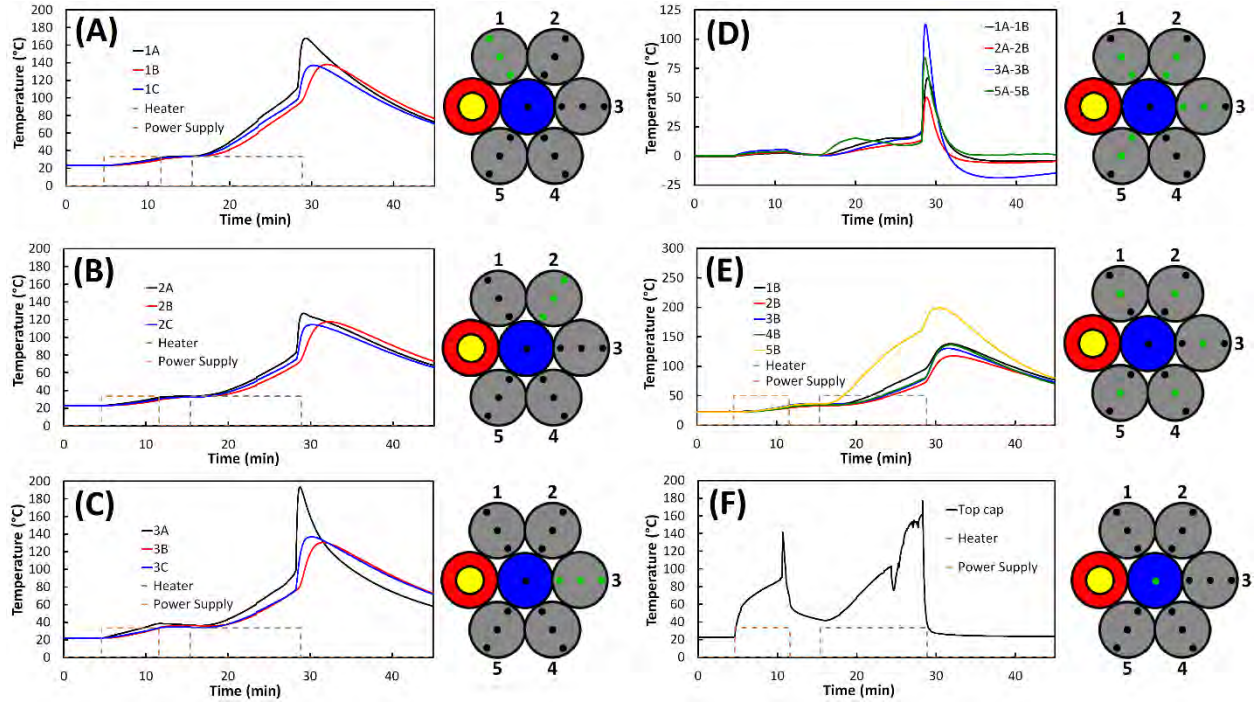 (A)
Temperature (°C)
200
180
160
140
120
100
80
60
40
20
0
1A
1B
1C
Heater
Power Supply
0 10 20 30 40
Time (min)
1 2
3
5 4
(D)
Temperature (°C)
125
100
75
50
25
0
-25
1A-1B
2A-2B
3A-3B
5A-5B
0 10 20 30 40
Time (min)
1 2
3
5 4
(B)
Temperature (°C)
200
180
160
140
120
100
80
60
40
20
0
2A
2B
2C
Heater
Power Supply
0 10 20 30 40
Time (min)
1 2
3
5 4
(E)
Temperature (°C)
300
250
200
150
100
50
0
1B
2B
3B
4B
5B
Heater
Power Supply
0 10 20 30 40
Time (min)
1 2
3
5 4
(C)
Temperature (°C)
200
180
160
140
120
100
80
60
40
20
0
3A
3B
3C
Heater
Power Supply
0 10 20 30 40
Time (min)
1 2
3
5 4
(F)
Temperature (°C)
200
180
160
140
120
100
80
60
40
20
0
Top cap
Heater
Power Supply
0 10 20 30 40
Time (min)
1 2
3
5 4